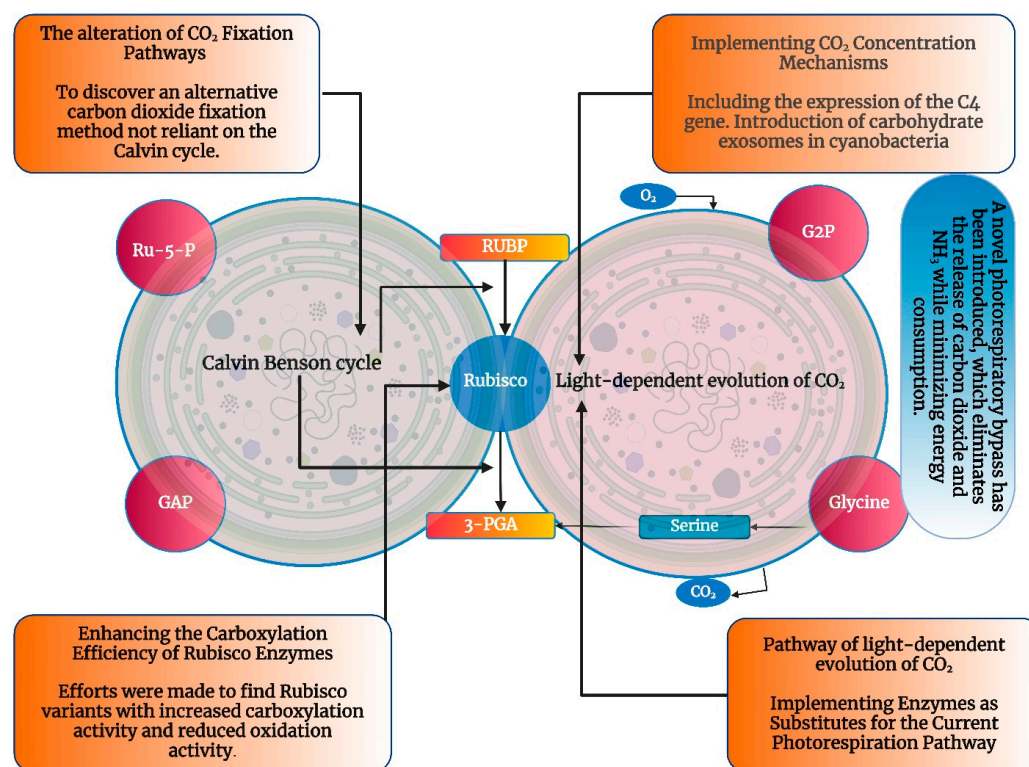 The alteration of CO₂ Fixation
Pathways
To discover an alternative
carbon dioxide fixation
method not reliant on the
Calvin cycle.
Implementing CO₂ Concentration
Mechanisms
Including the expression of the C4
gene. Introduction of carbohydrate
exosomes in cyanobacteria
O₂
Ru-5-P
RUBP
G2P
A novel photorespiratory bypass has
been introduced, which eliminates
the release of carbon dioxide and
NH₃ while minimizing energy
consumption.
Calvin Benson cycle
Rubisco
Light-dependent evolution of CO₂
GAP
3-PGA
Serine
Glycine
CO₂
Enhancing the Carboxylation
Efficiency of Rubisco Enzymes
Efforts were made to find Rubisco
variants with increased carboxylation
activity and reduced oxidation
activity.
Pathway of light-dependent
evolution of CO₂
Implementing Enzymes as
Substitutes for the Current
Photorespiration Pathway